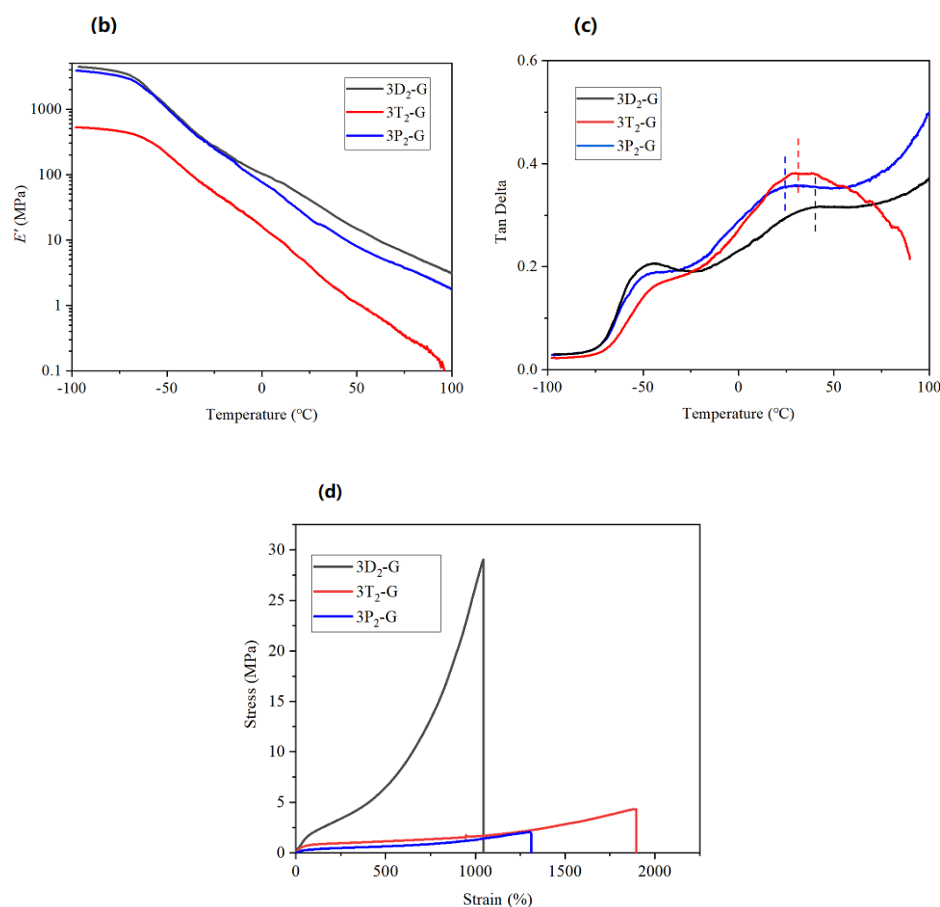 (b)
3D₂-G
3T₂-G
3P₂-G
1000
100
10
1
0.1
E' (MPa)
-100 -50 0 50 100
Temperature (℃)
(c)
3D₂-G
3T₂-G
3P₂-G
0.6
0.4
0.2
0.0
Tan Delta
-100 -50 0 50 100
Temperature (℃)
(d)
3D₂-G
3T₂-G
3P₂-G
30
25
20
15
10
5
0
Stress (MPa)
0 500 1000 1500 2000
Strain (%)